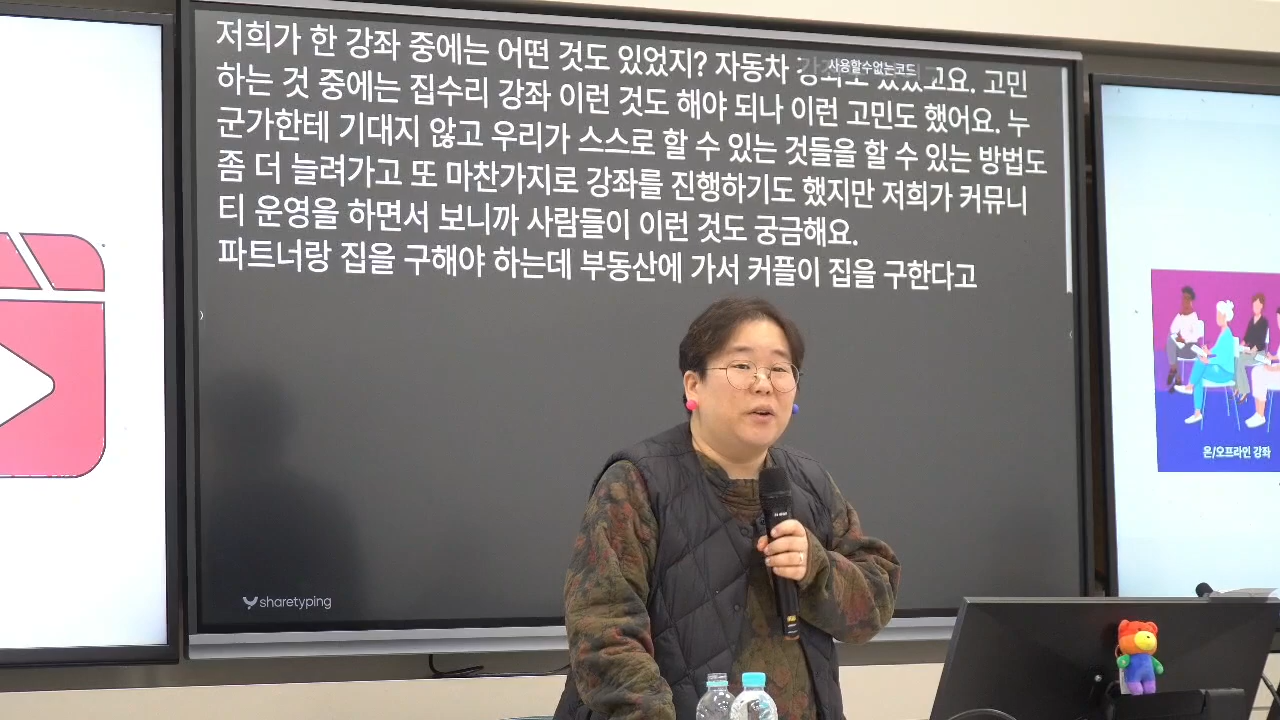 저희가 한 강좌 중에는 어떤 것도 있었지? 자동차 강좌도 있었고요. 고민
사용할수없는코드
하는 것 중에는 집수리 강좌 이런 것도 해야 되나 이런 고민도 했어요. 누
군가한테 기대지 않고 우리가 스스로 할 수 있는 것들을 할 수 있는 방법도
좀 더 늘려가고 또 마찬가지로 강좌를 진행하기도 했지만 저희가 커뮤니
티 운영을 하면서 보니까 사람들이 이런 것도 궁금해요.
파트너랑 집을 구해야 하는데 부동산에 가서 커플이 집을 구한다고
온/오프라인 강좌
sharetyping